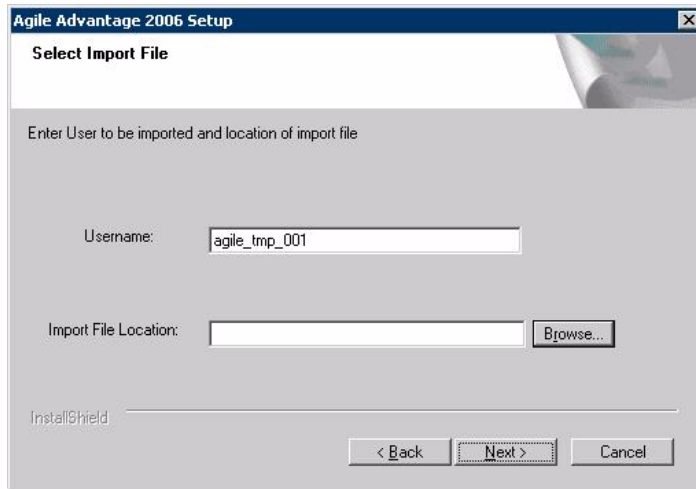 Agile Advantage 2006 Setup
Select Import File
Enter User to be imported and location of import file
Username: agile_tmp_001
Import File Location: Browse...
InstallShield
< Back Next > Cancel